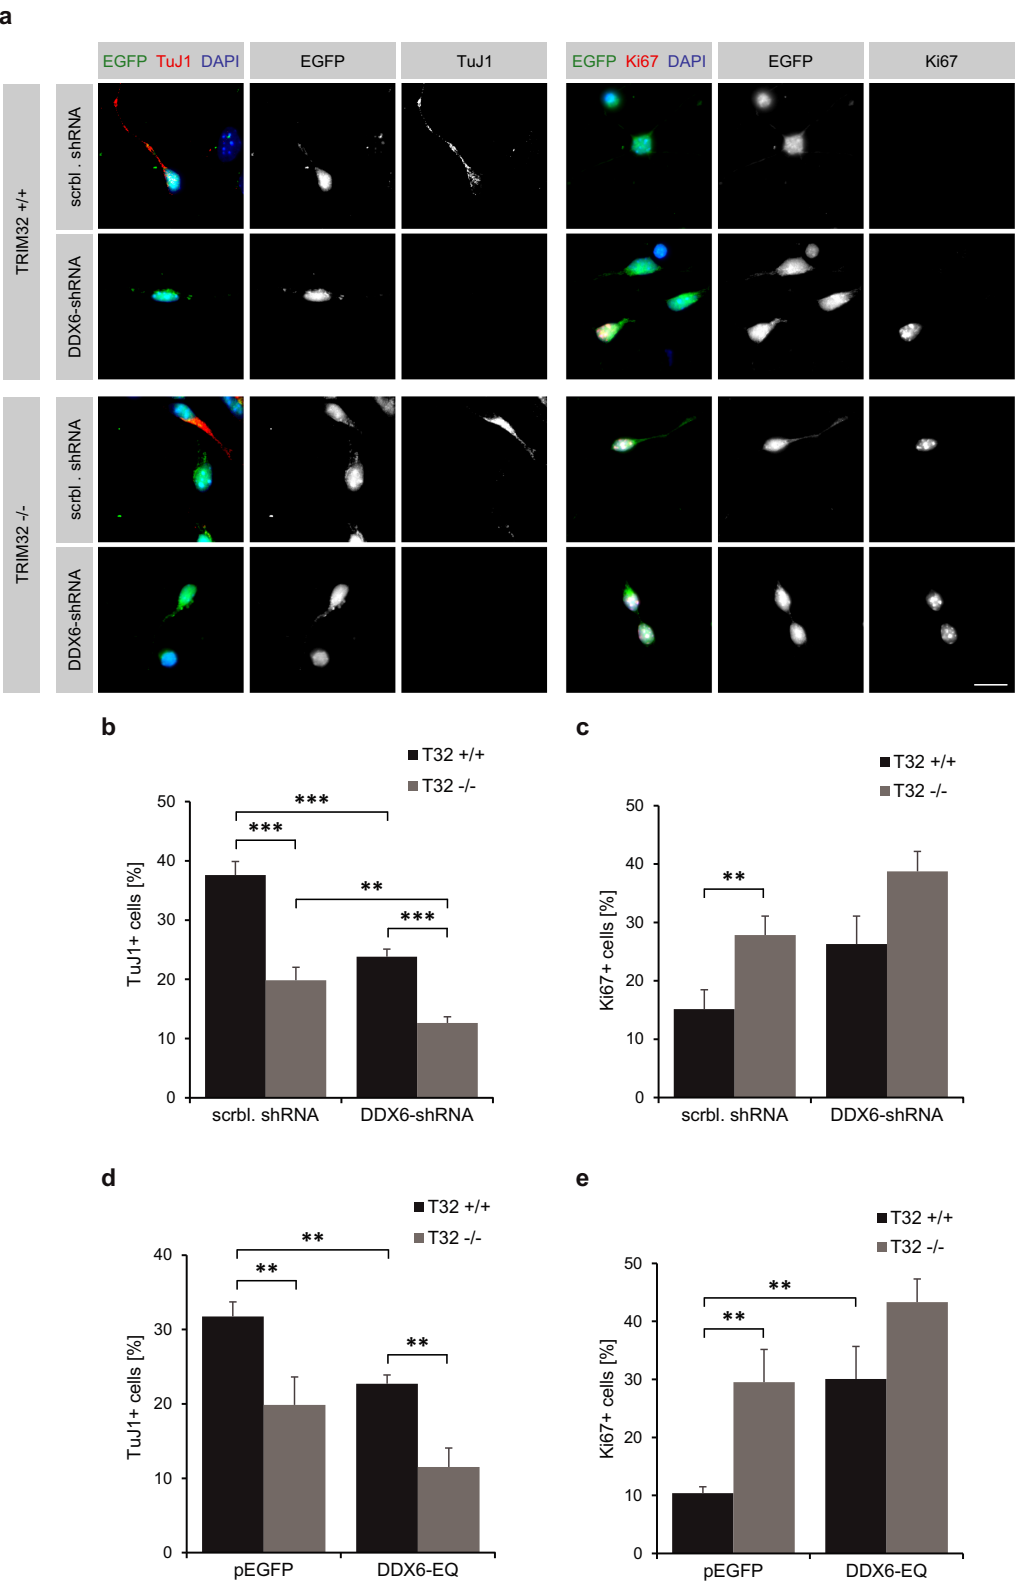 a
EGFP TuJ1 DAPI
EGFP
TuJ1
EGFP Ki67 DAPI
EGFP
Ki67
TRIM32 +/+
scrbl . shRNA
DDX6-shRNA
TRIM32 -/-
scrbl . shRNA
DDX6-shRNA
b
T32 +/+
T32 -/-
TuJ1+ cells [%]
50
40
30
20
10
0
***
***
**
***
scrbl. shRNA
DDX6-shRNA
c
T32 +/+
T32 -/-
Ki67+ cells [%]
50
40
30
20
10
0
**
scrbl. shRNA
DDX6-shRNA
d
T32 +/+
T32 -/-
TuJ1+ cells [%]
40
30
20
10
0
**
**
**
pEGFP
DDX6-EQ
e
T32 +/+
T32 -/-
Ki67+ cells [%]
50
40
30
20
10
0
**
**
pEGFP
DDX6-EQ